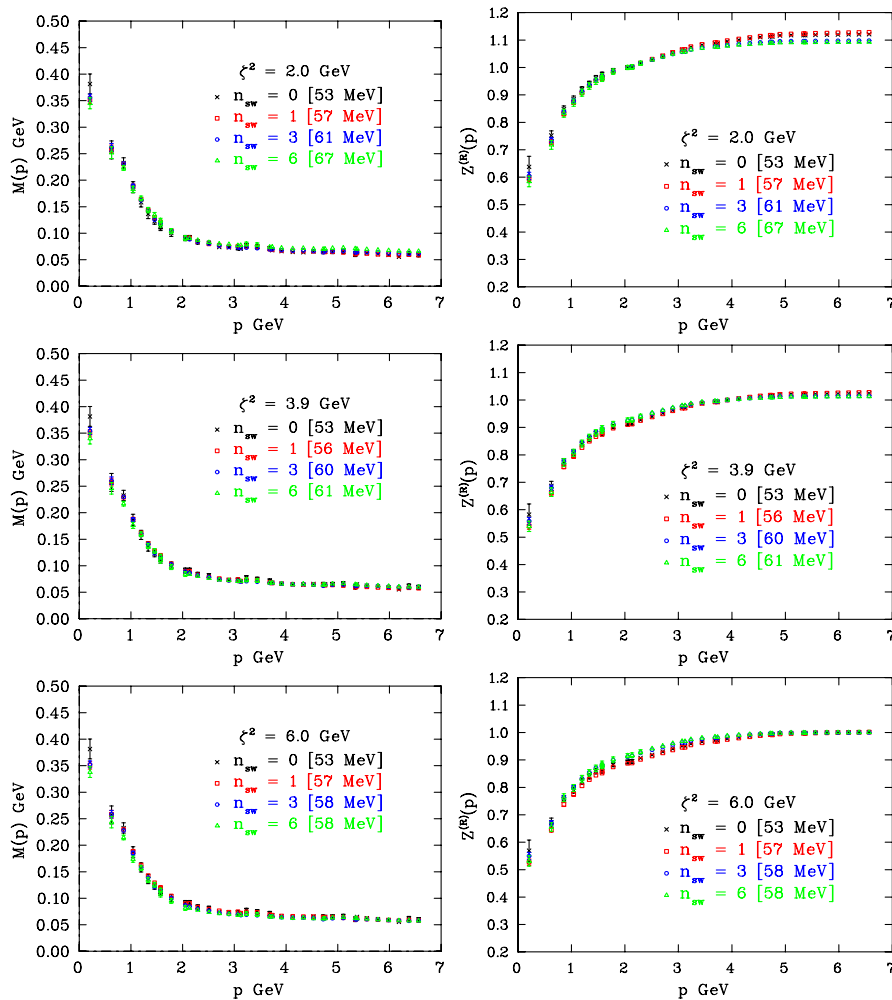 0.50
0.45
0.40
0.35
0.30
0.25
0.20
0.15
0.10
0.05
0.00
M(p) GeV
ζ² = 2.0 GeV
n_sw = 0 [53 MeV]
n_sw = 1 [57 MeV]
n_sw = 3 [61 MeV]
n_sw = 6 [67 MeV]
0 1 2 3 4 5 6 7
p GeV
1.2
1.1
1.0
0.9
0.8
0.7
0.6
0.5
0.4
0.3
0.2
Z⁽ᴿ⁾(p)
ζ² = 2.0 GeV
n_sw = 0 [53 MeV]
n_sw = 1 [57 MeV]
n_sw = 3 [61 MeV]
n_sw = 6 [67 MeV]
0 1 2 3 4 5 6 7
p GeV
0.50
0.45
0.40
0.35
0.30
0.25
0.20
0.15
0.10
0.05
0.00
M(p) GeV
ζ² = 3.9 GeV
n_sw = 0 [53 MeV]
n_sw = 1 [56 MeV]
n_sw = 3 [60 MeV]
n_sw = 6 [61 MeV]
0 1 2 3 4 5 6 7
p GeV
1.2
1.1
1.0
0.9
0.8
0.7
0.6
0.5
0.4
0.3
0.2
Z⁽ᴿ⁾(p)
ζ² = 3.9 GeV
n_sw = 0 [53 MeV]
n_sw = 1 [56 MeV]
n_sw = 3 [60 MeV]
n_sw = 6 [61 MeV]
0 1 2 3 4 5 6 7
p GeV
0.50
0.45
0.40
0.35
0.30
0.25
0.20
0.15
0.10
0.05
0.00
M(p) GeV
ζ² = 6.0 GeV
n_sw = 0 [53 MeV]
n_sw = 1 [57 MeV]
n_sw = 3 [58 MeV]
n_sw = 6 [58 MeV]
0 1 2 3 4 5 6 7
p GeV
1.2
1.1
1.0
0.9
0.8
0.7
0.6
0.5
0.4
0.3
0.2
Z⁽ᴿ⁾(p)
ζ² = 6.0 GeV
n_sw = 0 [53 MeV]
n_sw = 1 [57 MeV]
n_sw = 3 [58 MeV]
n_sw = 6 [58 MeV]
0 1 2 3 4 5 6 7
p GeV